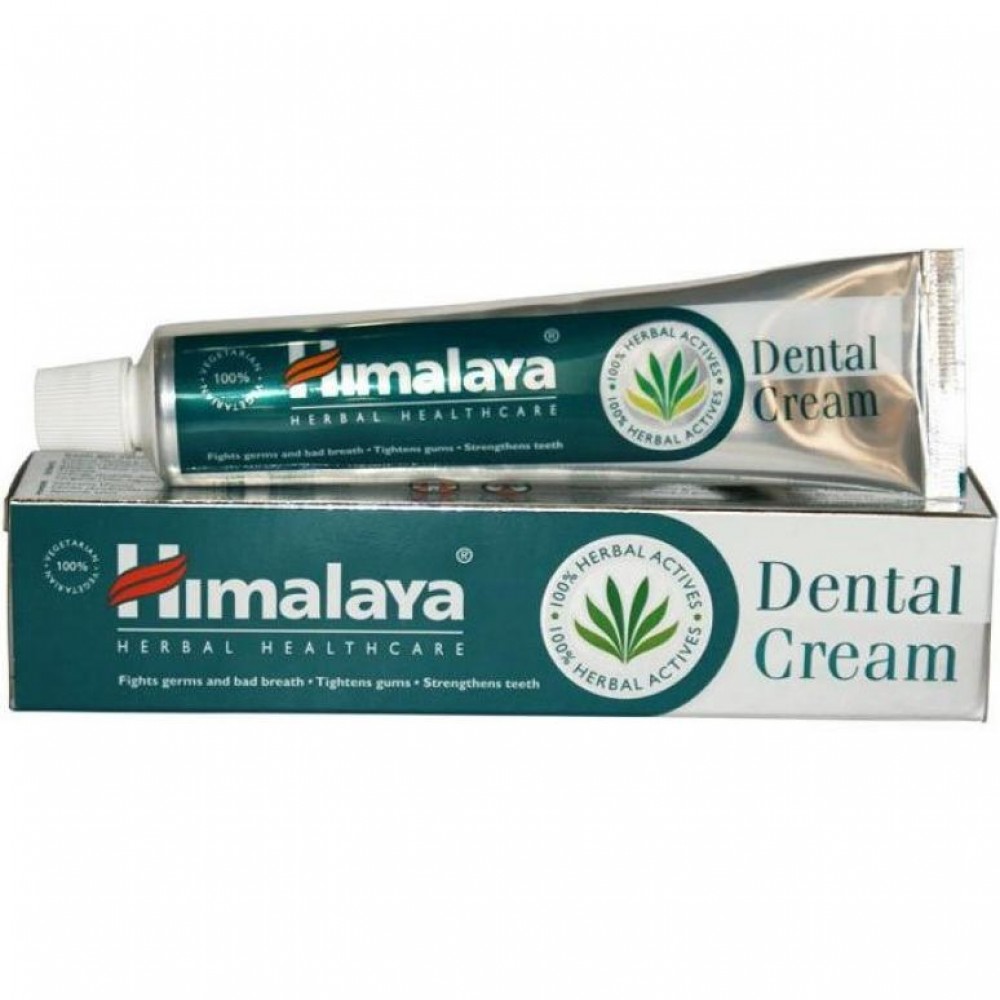 VEGETARIAN • VEGETARIAN •
100%
Himalaya®
HERBAL HEALTHCARE
Fights germs and bad breath • Tightens gums • Strengthens teeth
100% HERBAL ACTIVES • 100% HERBAL ACTIVES •
Dental
Cream
VEGETARIAN • VEGETARIAN •
100%
Himalaya®
HERBAL HEALTHCARE
Fights germs and bad breath • Tightens gums • Strengthens teeth
100% HERBAL ACTIVES • 100% HERBAL ACTIVES •
Dental
Cream